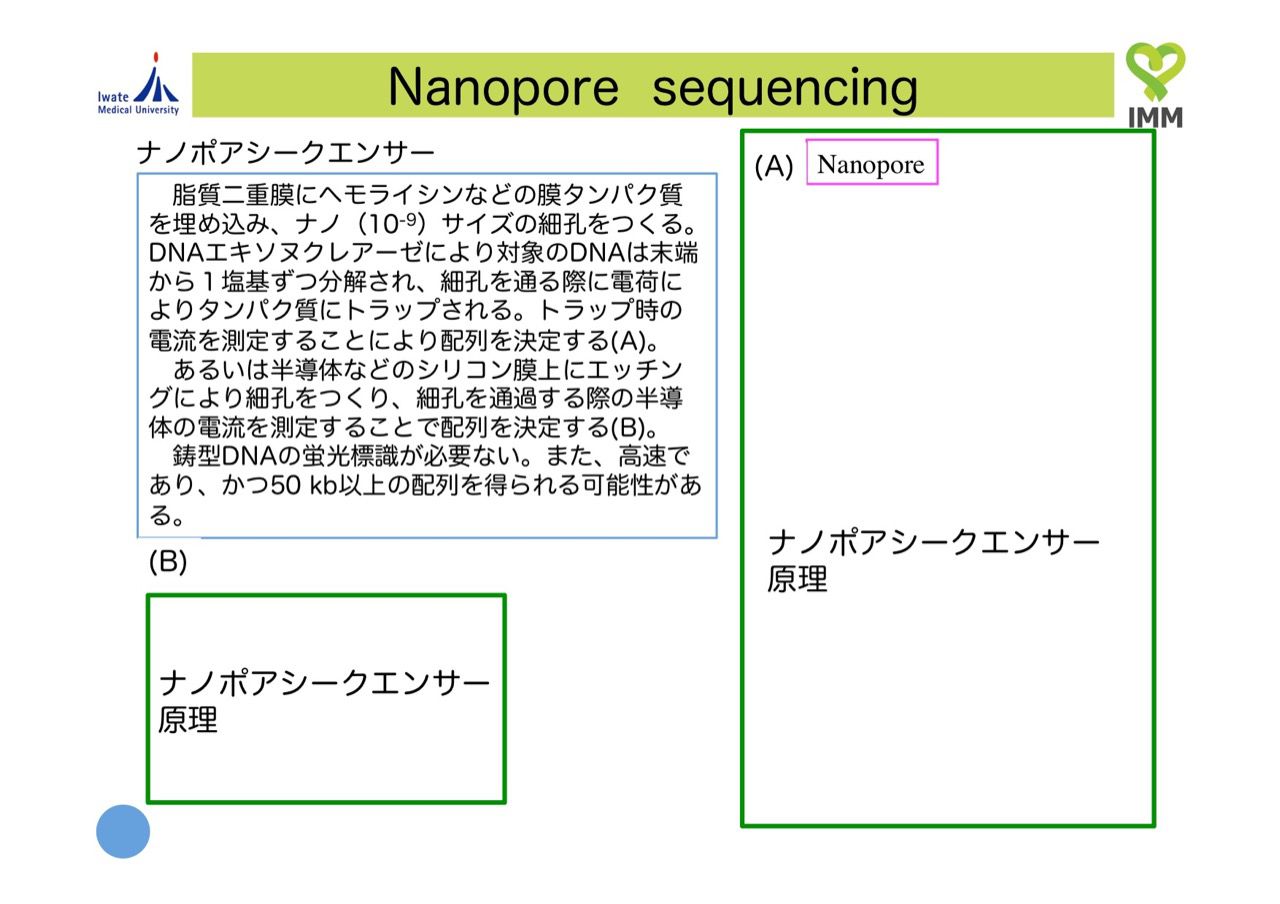 Iwate
Medical University
Nanopore sequencing
IMM
ナノポアシークエンサー
脂質二重膜にヘモライシンなどの膜タンパク質
を埋め込み、ナノ（10-9）サイズの細孔をつくる。
DNAエキソヌクレアーゼにより対象のDNAは末端
から１塩基ずつ分解され、細孔を通る際に電荷に
よりタンパク質にトラップされる。トラップ時の
電流を測定することにより配列を決定する(A)。
あるいは半導体などのシリコン膜上にエッチン
グにより細孔をつくり、細孔を通過する際の半導
体の電流を測定することで配列を決定する(B)。
鋳型DNAの蛍光標識が必要ない。また、高速で
あり、かつ50 kb以上の配列を得られる可能性があ
る。
(B)
ナノポアシークエンサー
原理
(A) Nanopore
ナノポアシークエンサー
原理